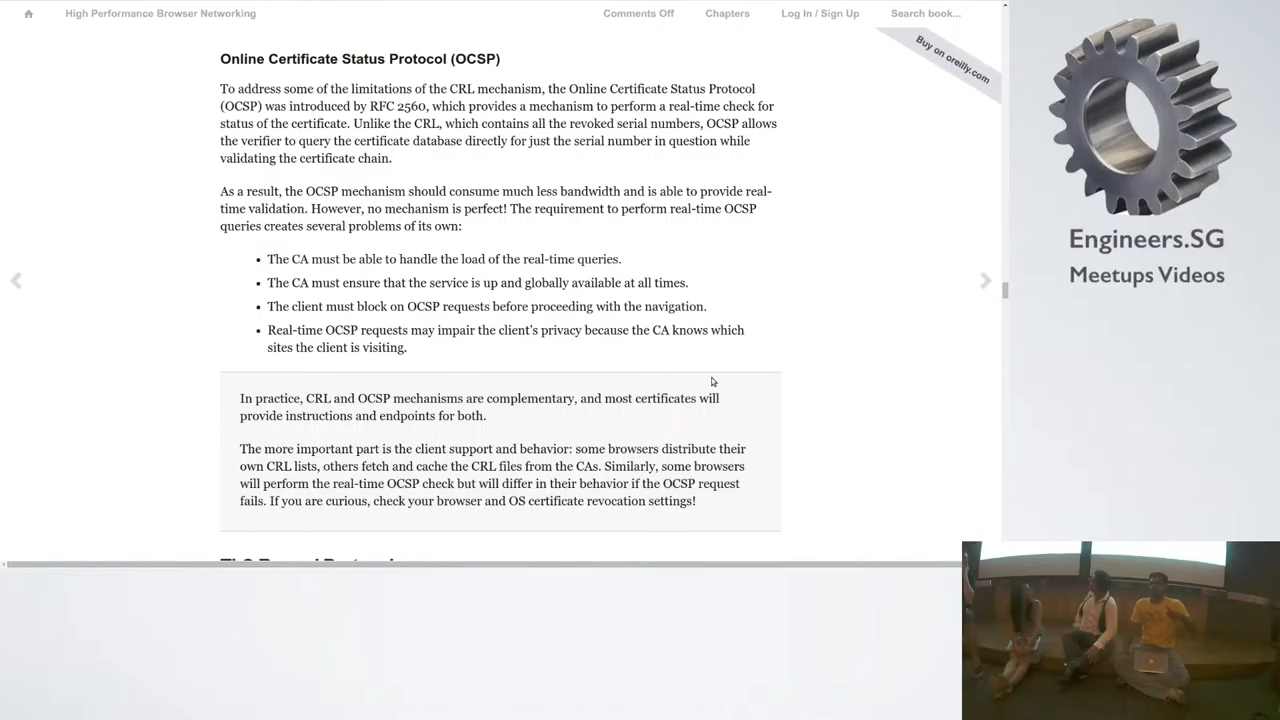 High Performance Browser Networking
Comments Off
Chapters
Log In / Sign Up
Search book...
Buy on oreilly.com
Online Certificate Status Protocol (OCSP)
To address some of the limitations of the CRL mechanism, the Online Certificate Status Protocol
(OCSP) was introduced by RFC 2560, which provides a mechanism to perform a real-time check for
status of the certificate. Unlike the CRL, which contains all the revoked serial numbers, OCSP allows
the verifier to query the certificate database directly for just the serial number in question while
validating the certificate chain.
As a result, the OCSP mechanism should consume much less bandwidth and is able to provide real-
time validation. However, no mechanism is perfect! The requirement to perform real-time OCSP
queries creates several problems of its own:
• The CA must be able to handle the load of the real-time queries.
• The CA must ensure that the service is up and globally available at all times.
• The client must block on OCSP requests before proceeding with the navigation.
• Real-time OCSP requests may impair the client's privacy because the CA knows which
sites the client is visiting.
In practice, CRL and OCSP mechanisms are complementary, and most certificates will
provide instructions and endpoints for both.
The more important part is the client support and behavior: some browsers distribute their
own CRL lists, others fetch and cache the CRL files from the CAs. Similarly, some browsers
will perform the real-time OCSP check but will differ in their behavior if the OCSP request
fails. If you are curious, check your browser and OS certificate revocation settings!
Engineers.SG
Meetups Videos